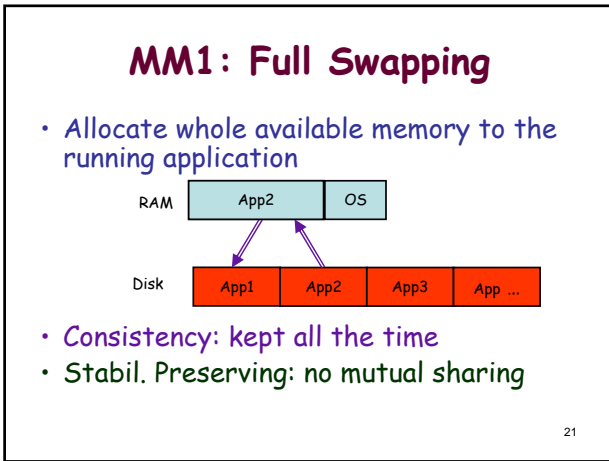 MM1: Full Swapping
• Allocate whole available memory to the
running application
RAM App2 OS
Disk App1 App2 App3 App ...
• Consistency: kept all the time
• Stabil. Preserving: no mutual sharing
21